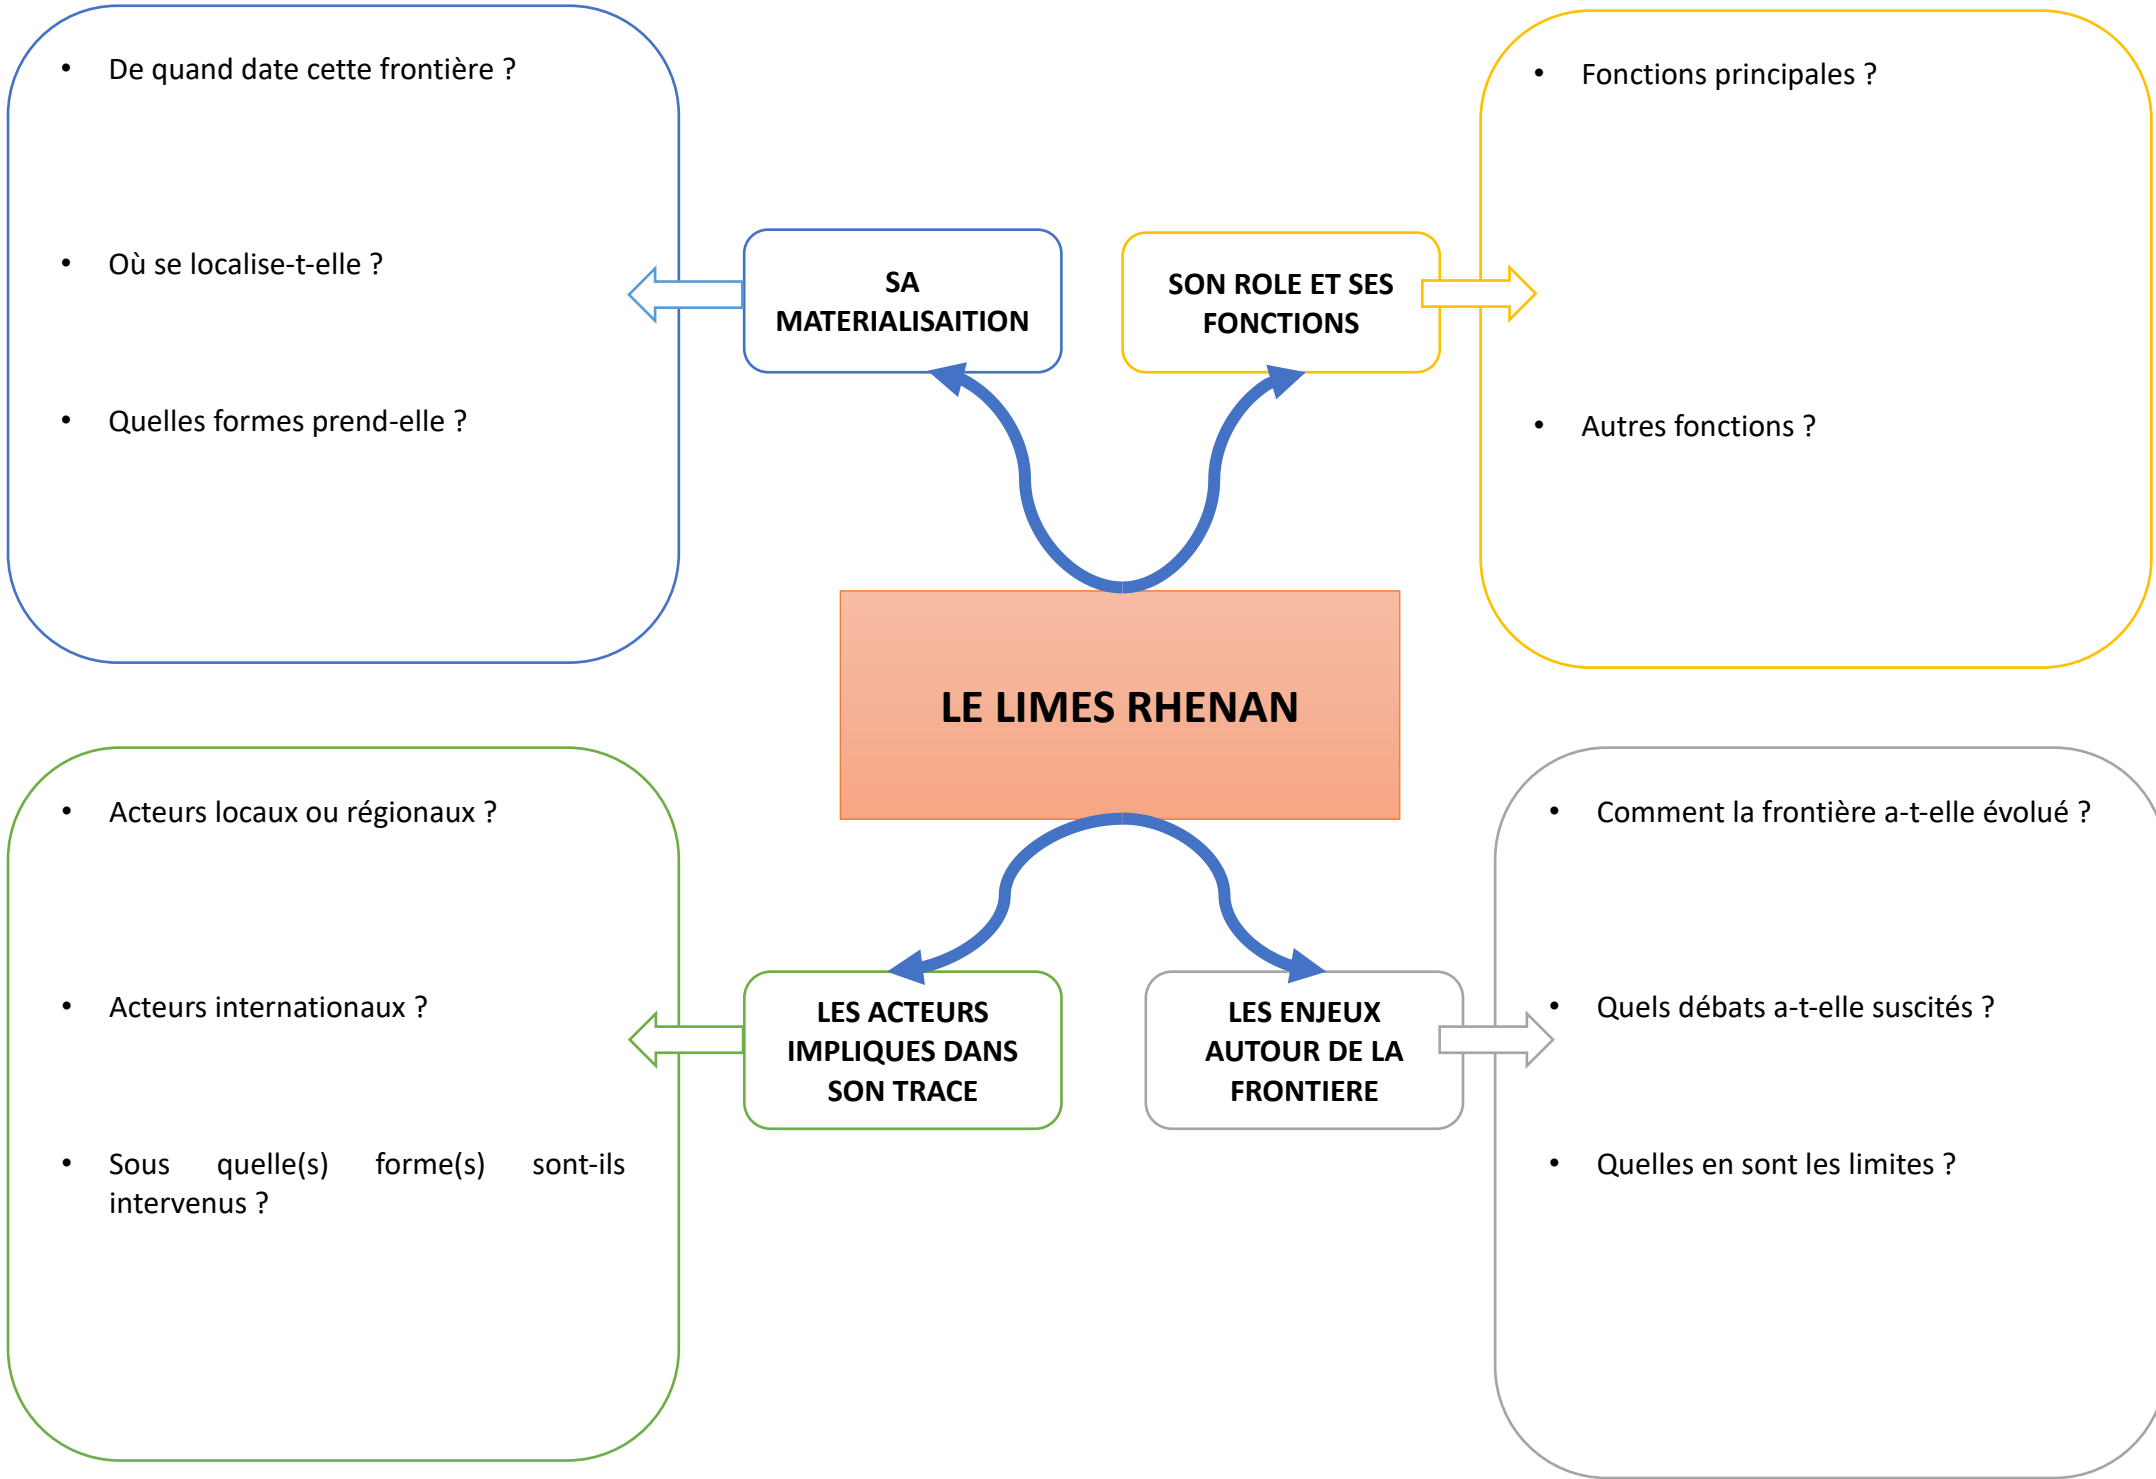 • De quand date cette frontière ?
• Où se localise-t-elle ?
• Quelles formes prend-elle ?
SA
MATERIALISAITION
SON ROLE ET SES
FONCTIONS
• Fonctions principales ?
• Autres fonctions ?
LE LIMES RHENAN
• Acteurs locaux ou régionaux ?
• Acteurs internationaux ?
• Sous quelle(s) forme(s) sont-ils
intervenus ?
LES ACTEURS
IMPLIQUES DANS
SON TRACE
LES ENJEUX
AUTOUR DE LA
FRONTIERE
• Comment la frontière a-t-elle évolué ?
• Quels débats a-t-elle suscités ?
• Quelles en sont les limites ?